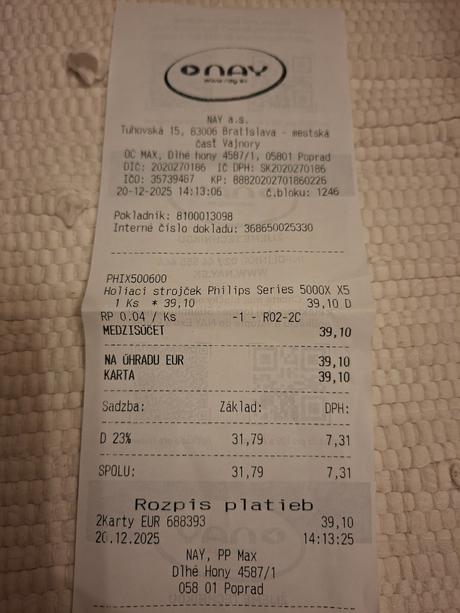 NAY
www.nay.sk
NAY a.s.
Tuhovská 15, 83006 Bratislava - mestská
časť Vajnory
OC MAX, Dlhé hony 4587/1, 05801 Poprad
DIČ: 2020270186 IČ DPH: SK2020270186
IČO: 35739487 KP: 88820202701860226
20-12-2025 14:13:06 č.bloku: 1246
Pokladník: 8100013098
Interné číslo dokladu: 368650025330
PHIX500600
Holiaci strojček Philips Series 5000X X5
1 Ks * 39,10 39,10 D
RP 0.04 / Ks -1 - R02-2C
MEDZISÚČET 39,10
NA ÚHRADU EUR 39,10
KARTA 39,10
Sadzba: Základ: DPH:
D 23% 31,79 7,31
SPOLU: 31,79 7,31
Rozpis platieb
2Karty EUR 688393 39,10
20.12.2025 14:13:25
NAY, PP Max
Dlhé Hony 4587/1
058 01 Poprad